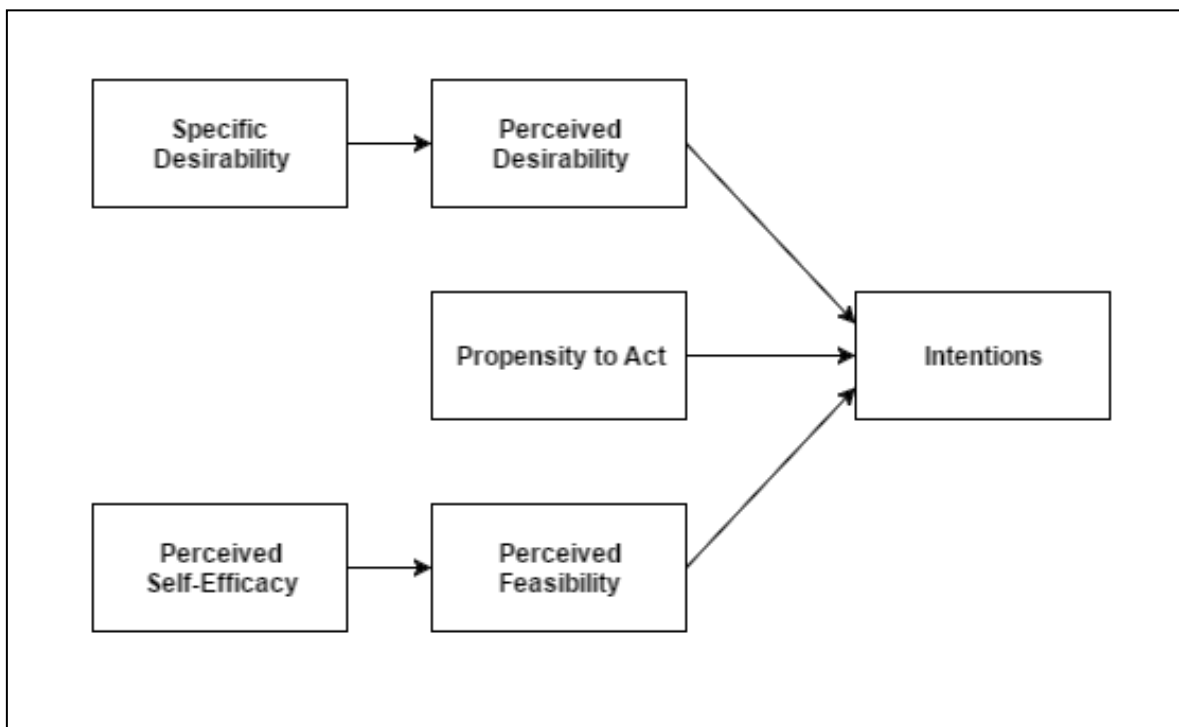 Specific
Desirability
Perceived
Desirability
Propensity to Act
Intentions
Perceived
Self-Efficacy
Perceived
Feasibility